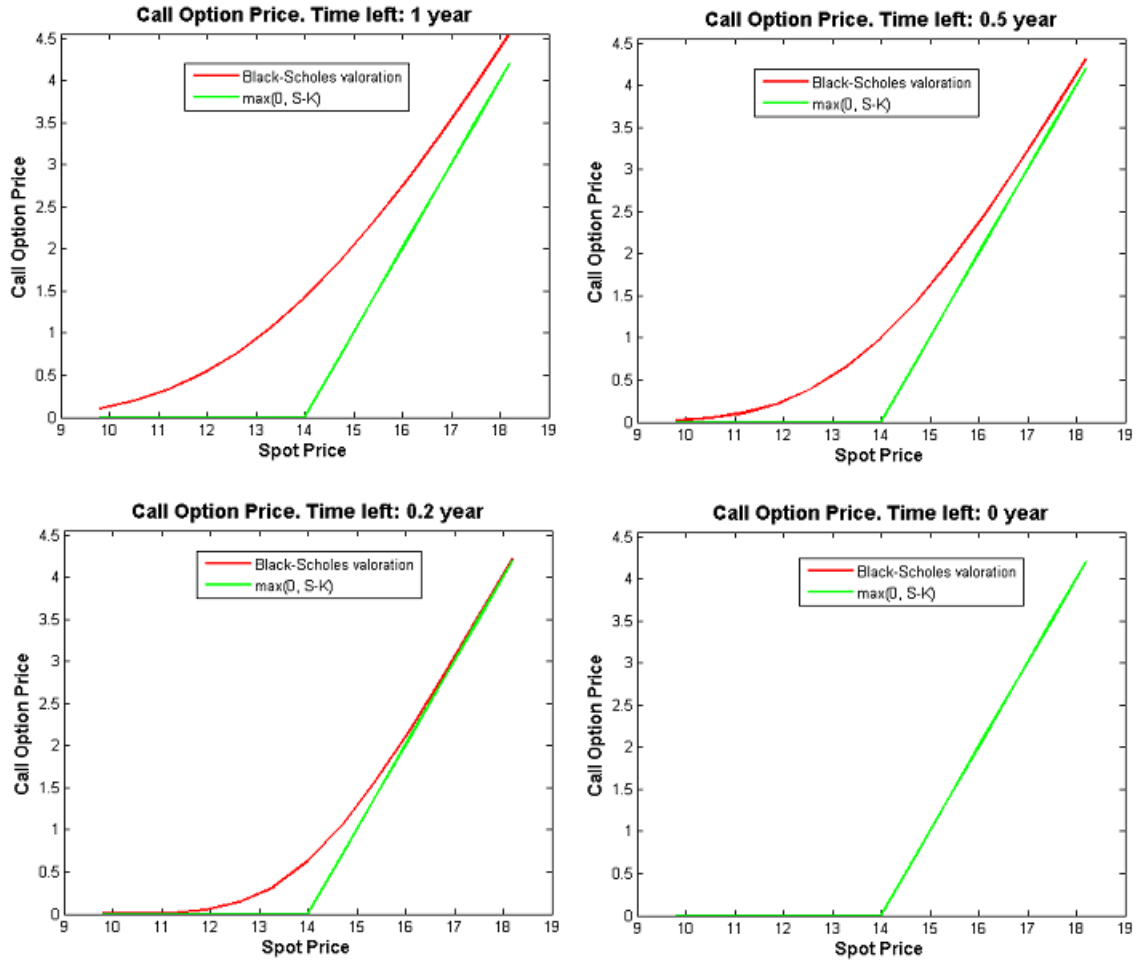 Call Option Price. Time left: 1 year
4.5
4
3.5
3
2.5
2
1.5
1
0.5
0
Call Option Price
Black-Scholes valoration
max(0, S-K)
9 10 11 12 13 14 15 16 17 18 19
Spot Price
Call Option Price. Time left: 0.5 year
4.5
4
3.5
3
2.5
2
1.5
1
0.5
0
Call Option Price
Black-Scholes valoration
max(0, S-K)
9 10 11 12 13 14 15 16 17 18 19
Spot Price
Call Option Price. Time left: 0.2 year
4.5
4
3.5
3
2.5
2
1.5
1
0.5
0
Call Option Price
Black-Scholes valoration
max(0, S-K)
9 10 11 12 13 14 15 16 17 18 19
Spot Price
Call Option Price. Time left: 0 year
4.5
4
3.5
3
2.5
2
1.5
1
0.5
0
Call Option Price
Black-Scholes valoration
max(0, S-K)
9 10 11 12 13 14 15 16 17 18 19
Spot Price